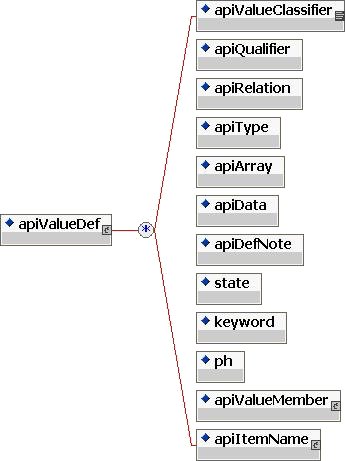 apiValueClassifier
apiQualifier
apiRelation
apiType
apiArray
apiData
apiValueDef
*
apiDefNote
state
keyword
ph
apiValueMember
apiItemName